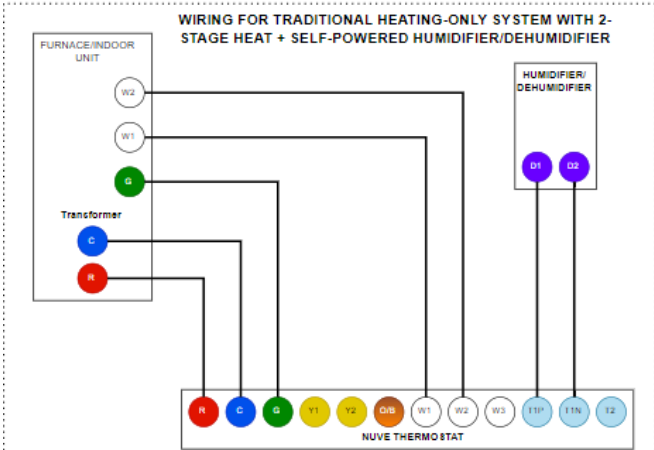 WIRING FOR TRADITIONAL HEATING-ONLY SYSTEM WITH 2-
STAGE HEAT + SELF-POWERED HUMIDIFIER/DEHUMIDIFIER
FURNACE/INDOOR
UNIT
W2
W1
G
Transformer
C
R
HUMIDIFIER/
DEHUMIDIFIER
D1 D2
R C G Y1 Y2 O/B W1 W2 W3 T1P T1N T2
NUVE THERMOSTAT